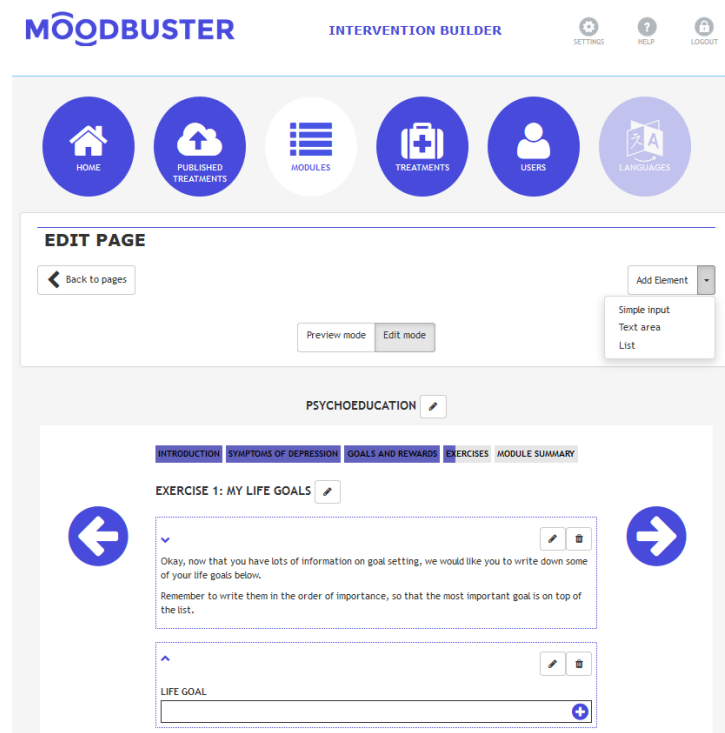 MOODBUSTER
INTERVENTION BUILDER
SETTINGS
HELP
LOGOUT
HOME
PUBLISHED
TREATMENTS
MODULES
TREATMENTS
USERS
LANGUAGES
EDIT PAGE
Back to pages
Add Element
Simple input
Text area
List
Preview mode
Edit mode
PSYCHOEDUCATION
INTRODUCTION SYMPTOMS OF DEPRESSION GOALS AND REWARDS EXERCISES MODULE SUMMARY
EXERCISE 1: MY LIFE GOALS
Okay, now that you have lots of information on goal setting, we would like you to write down some
of your life goals below.
Remember to write them in the order of importance, so that the most important goal is on top of
the list.
LIFE GOAL